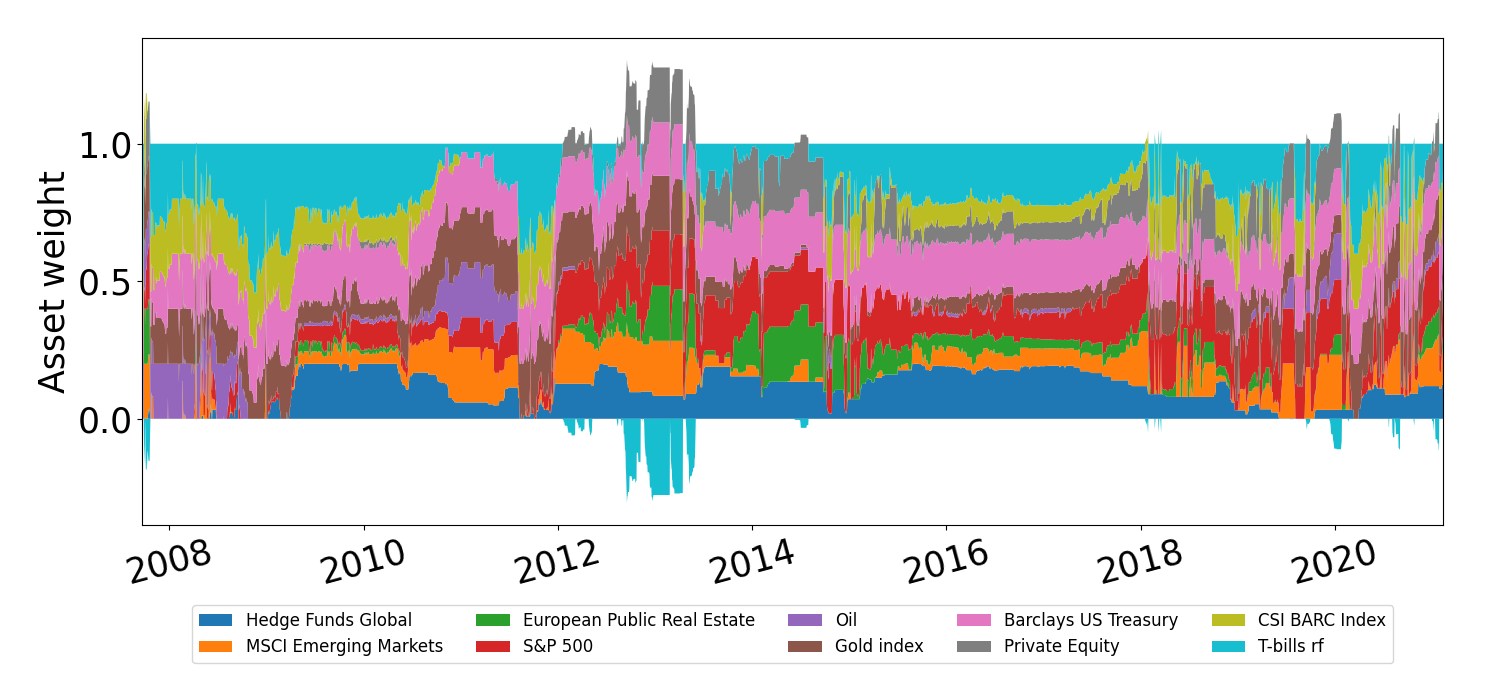 Asset weight
1.0
0.5
0.0
2008 2010 2012 2014 2016 2018 2020
Hedge Funds Global European Public Real Estate Oil Barclays US Treasury CSI BARC Index
MSCI Emerging Markets S&P 500 Gold index Private Equity T-bills rf